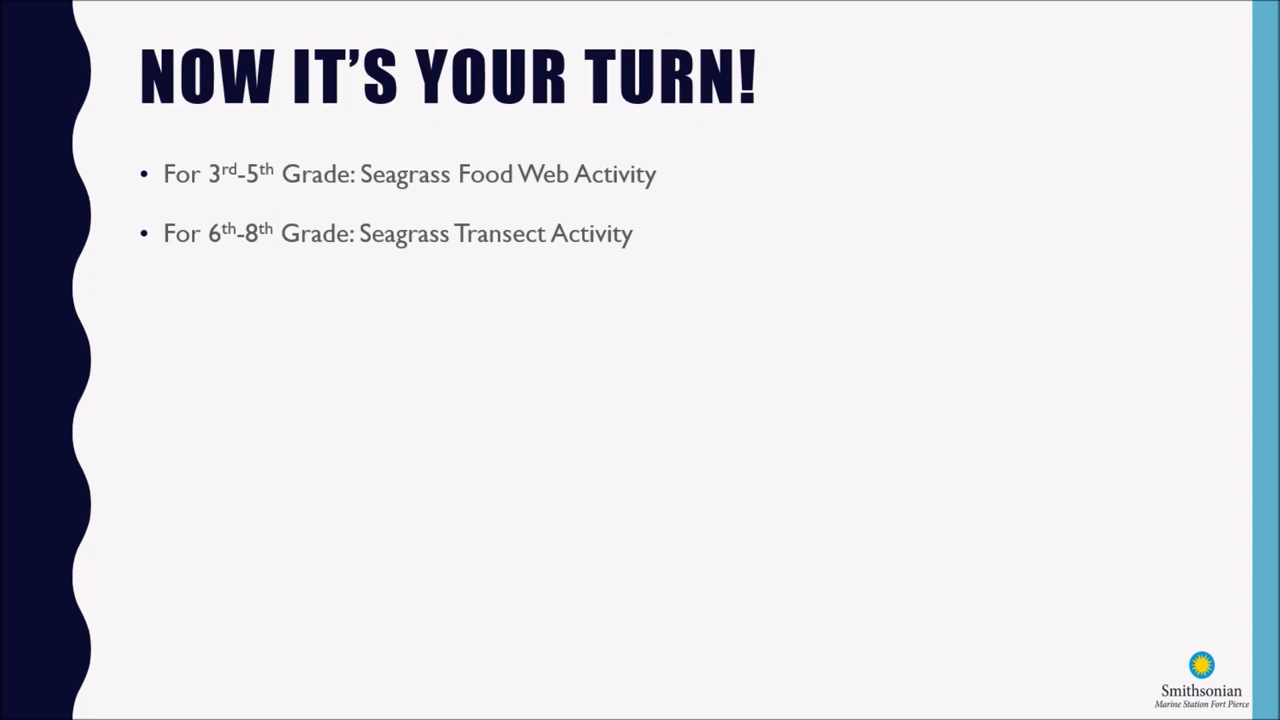 NOW IT’S YOUR TURN!
• For 3rd-5th Grade: Seagrass Food Web Activity
• For 6th-8th Grade: Seagrass Transect Activity
Smithsonian
Marine Station Fort Pierce